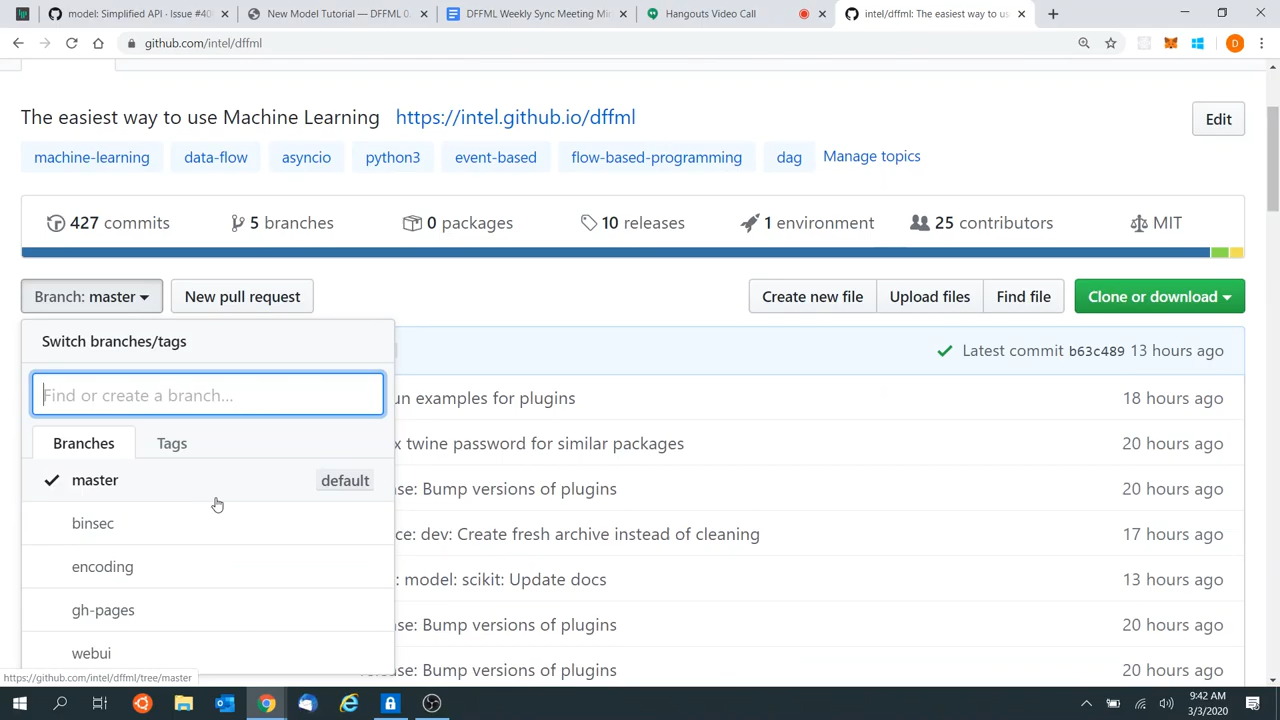 model: Simplified API · Issue #40
New Model Tutorial — DFFML 0.
DFFML Weekly Sync Meeting Mi
Hangouts Video Call
intel/dffml: The easiest way to us
github.com/intel/dffml
D
The easiest way to use Machine Learning https://intel.github.io/dffml
Edit
machine-learning data-flow asyncio python3 event-based flow-based-programming dag Manage topics
427 commits 5 branches 0 packages 10 releases 1 environment 25 contributors MIT
Branch: master New pull request Create new file Upload files Find file Clone or download
Switch branches/tags
Latest commit b63c489 13 hours ago
Find or create a branch...
un examples for plugins 18 hours ago
Branches Tags
x twine password for similar packages 20 hours ago
master default
se: Bump versions of plugins 20 hours ago
binsec
ce: dev: Create fresh archive instead of cleaning 17 hours ago
encoding
: model: scikit: Update docs 13 hours ago
gh-pages
se: Bump versions of plugins 20 hours ago
webui
ease: Bump versions of plugins 20 hours ago
https://github.com/intel/dffml/tree/master
9:42 AM
3/3/2020